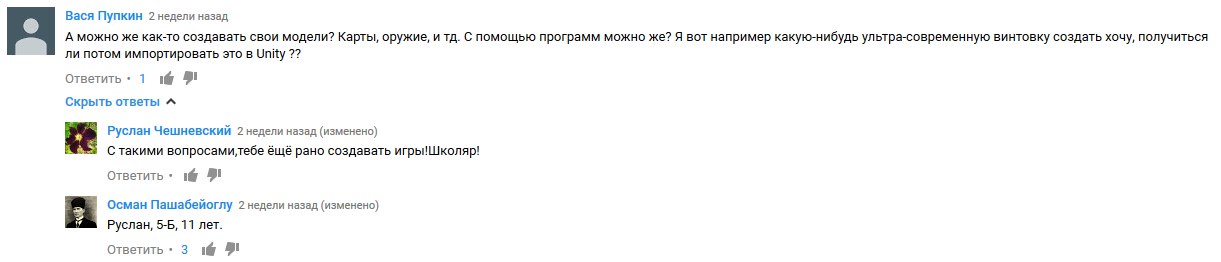 Вася Пупкин 2 недели назад
А можно же как-то создавать свои модели? Карты, оружие, и тд. С помощью программ можно же? Я вот например какую-нибудь ультра-современную винтовку создать хочу, получиться
ли потом импортировать это в Unity ??
Ответить • 1
Скрыть ответы
Руслан Чешневский 2 недели назад (изменено)
С такими вопросами,тебе ёщё рано создавать игры!Школяр!
Ответить •
Осман Пашабейоглу 2 недели назад (изменено)
Руслан, 5-Б, 11 лет.
Ответить • 3